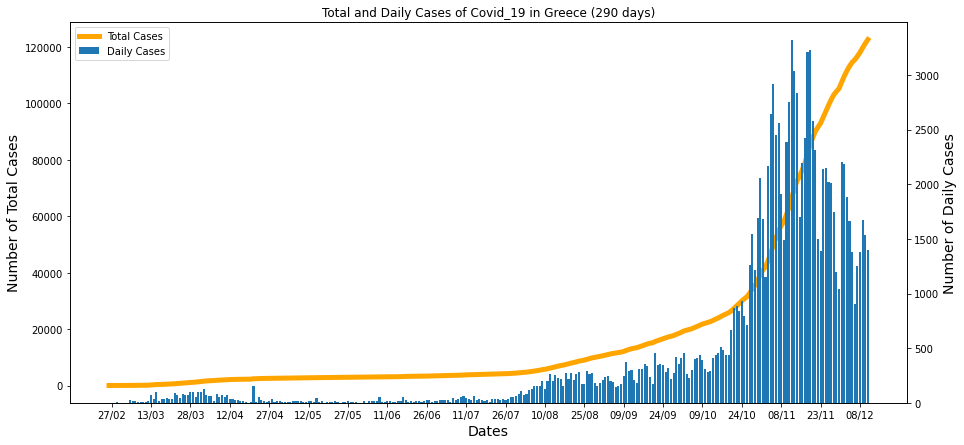 Total and Daily Cases of Covid_19 in Greece (290 days)
Total Cases
Daily Cases
Number of Total Cases
120000
100000
80000
60000
40000
20000
0
Number of Daily Cases
3000
2500
2000
1500
1000
500
0
27/02 13/03 28/03 12/04 27/04 12/05 27/05 11/06 26/06 11/07 26/07 10/08 25/08 09/09 24/09 09/10 24/10 08/11 23/11 08/12
Dates